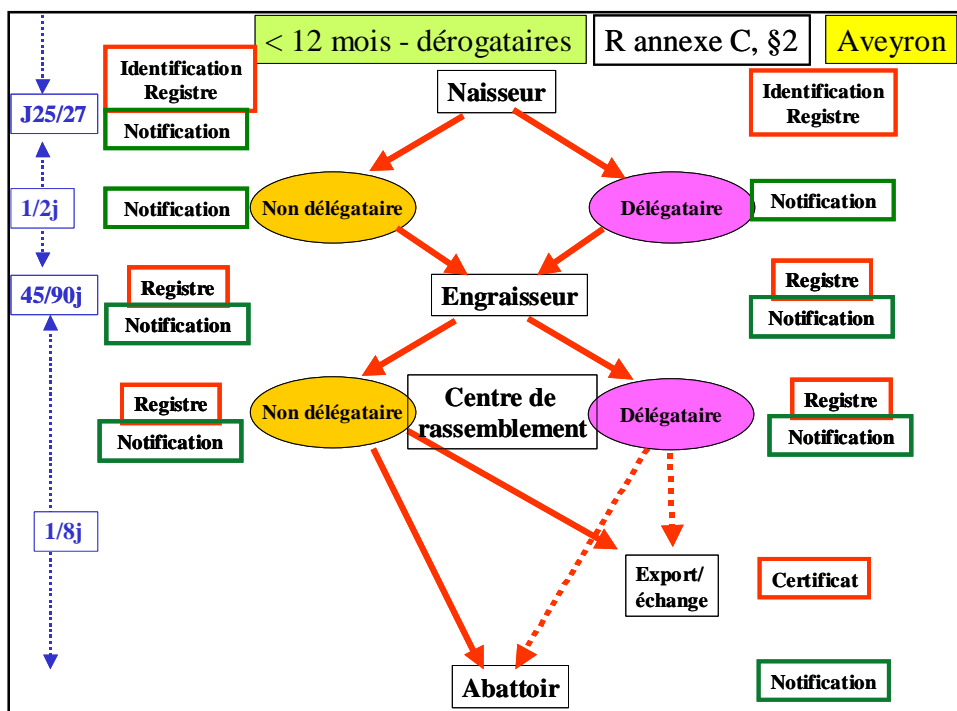 < 12 mois - dérogataires
R annexe C, §2
Aveyron
Identification
Registre
Naisseur
Identification
Registre
J25/27
Notification
1/2j
Notification
Non délégataire
Délégataire
Notification
45/90j
Registre
Notification
Engraisseur
Registre
Notification
Registre
Notification
Non délégataire
Centre de
rassemblement
Délégataire
Registre
Notification
1/8j
Export/
échange
Certificat
Abattoir
Notification